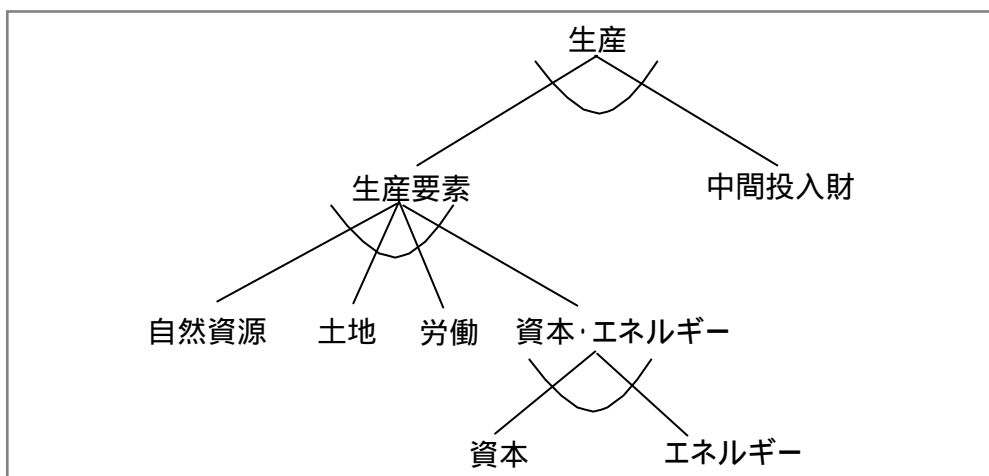 生産
生産要素
中間投入財
自然資源
土地
労働
資本・エネルギー
資本
エネルギー